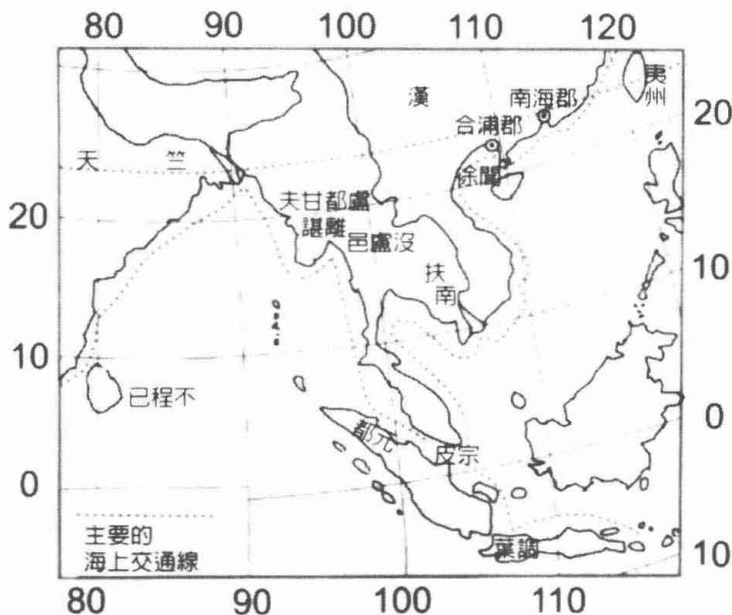 80 90 100 111 120
夷州
漢
南海郡
合浦郡
20
徐聞
天竺
夫甘都盧
諶離
邑盧沒
20
扶南
10
10
已程不
0
都元
皮宗
0
主要的
海上交通線
葉調
10
90 100 110